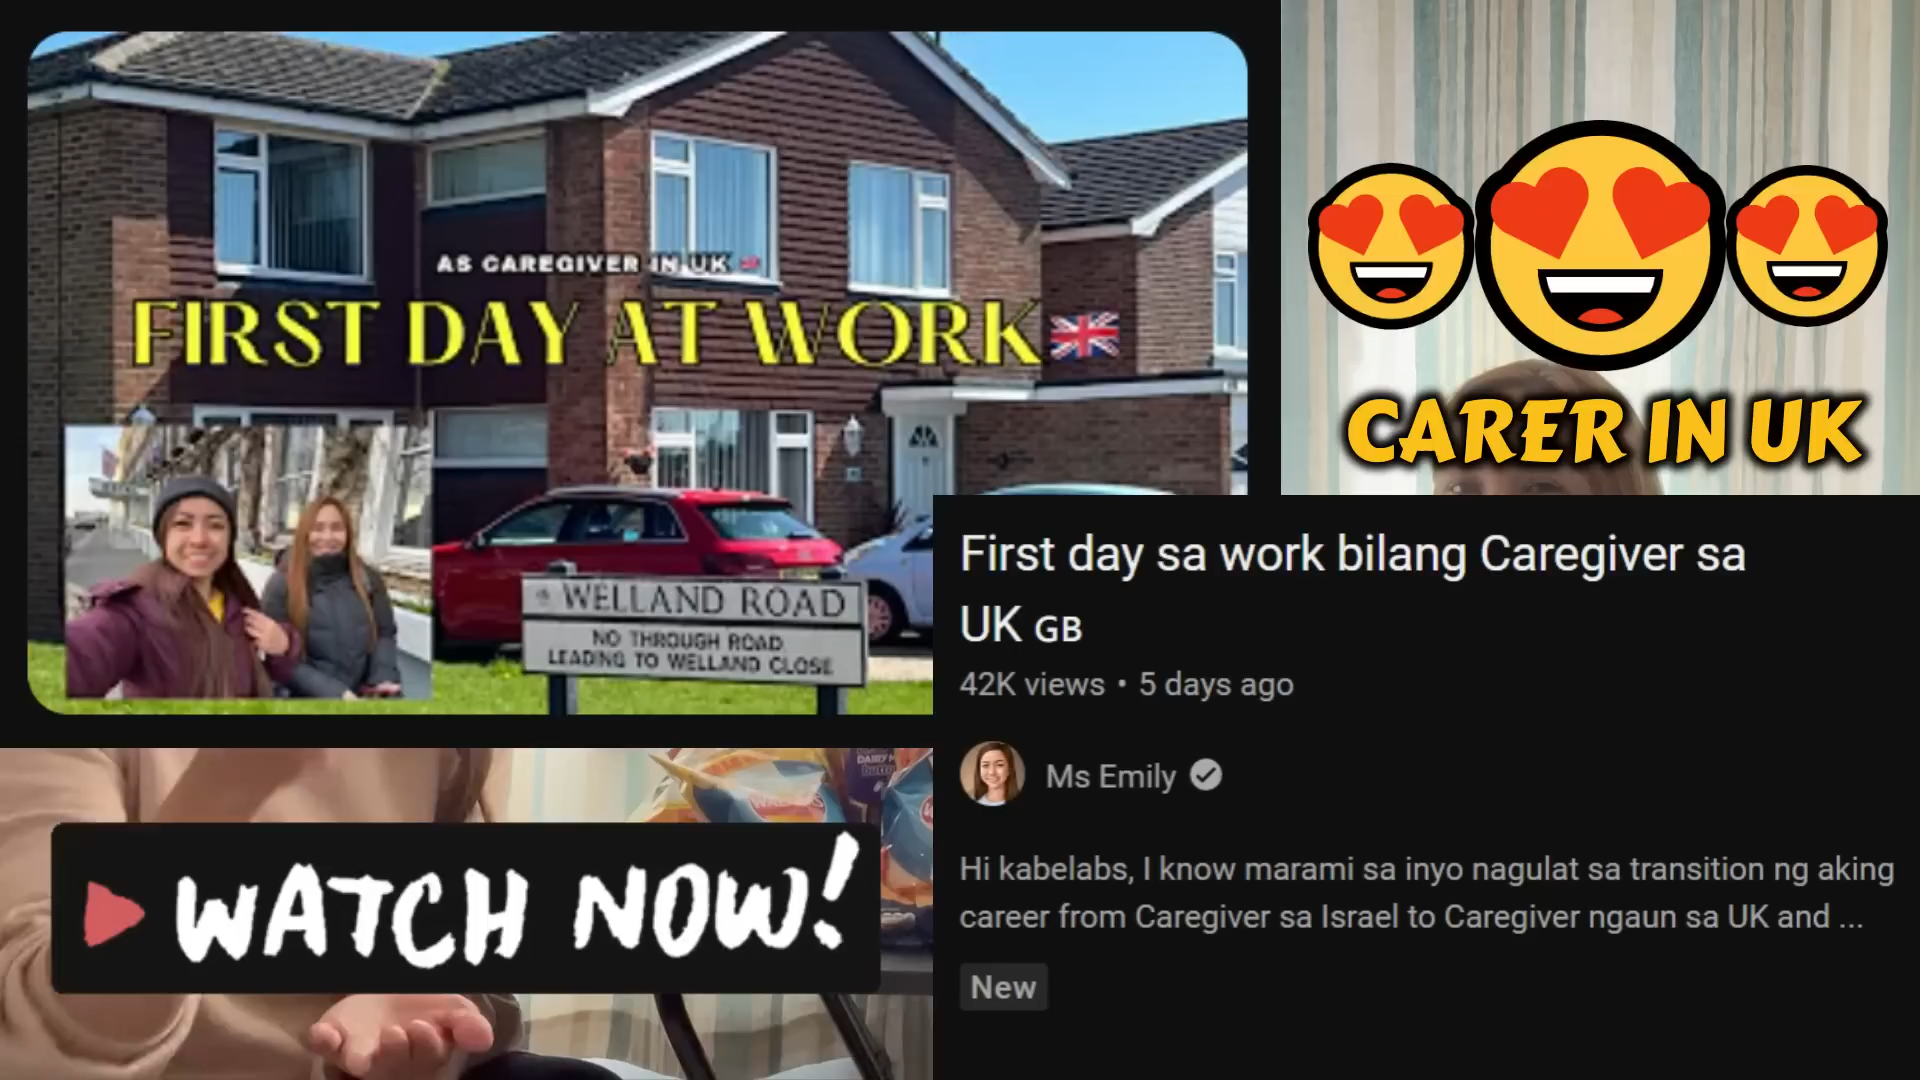 AS CAREGIVER IN UK
FIRST DAY AT WORK
WELLAND ROAD
NO THROUGH ROAD
LEADING TO WELLAND CLOSE
CARER IN UK
First day sa work bilang Caregiver sa
UK GB
42K views • 5 days ago
Ms Emily
Hi kabelabs, I know marami sa inyo nagulat sa transition ng aking
career from Caregiver sa Israel to Caregiver ngaun sa UK and ...
New
WATCH NOW!